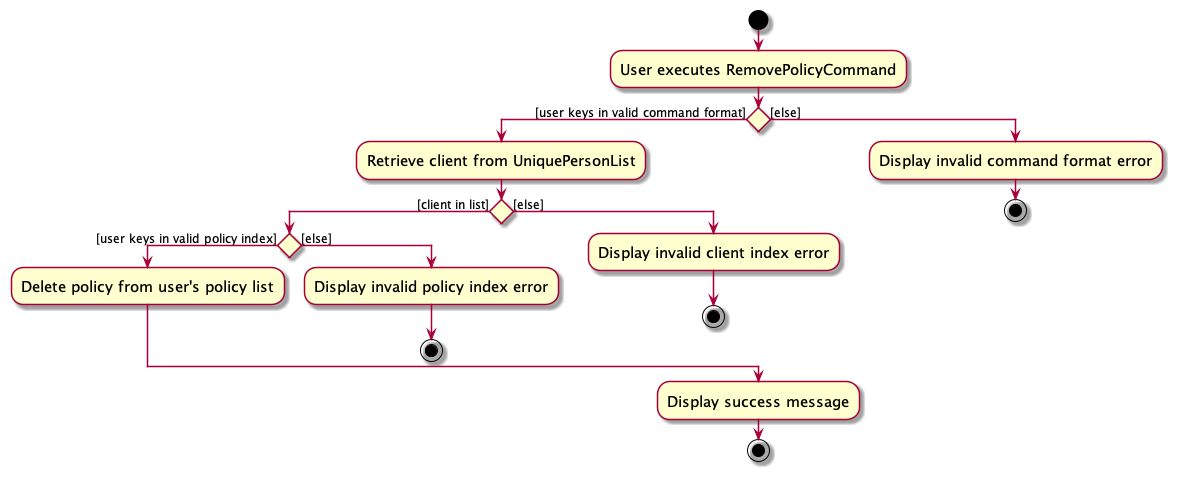 User executes RemovePolicyCommand
[user keys in valid command format]
[else]
Retrieve client from UniquePersonList
Display invalid command format error
[client in list]
[else]
[user keys in valid policy index]
[else]
Display invalid client index error
Delete policy from user's policy list
Display invalid policy index error
Display success message